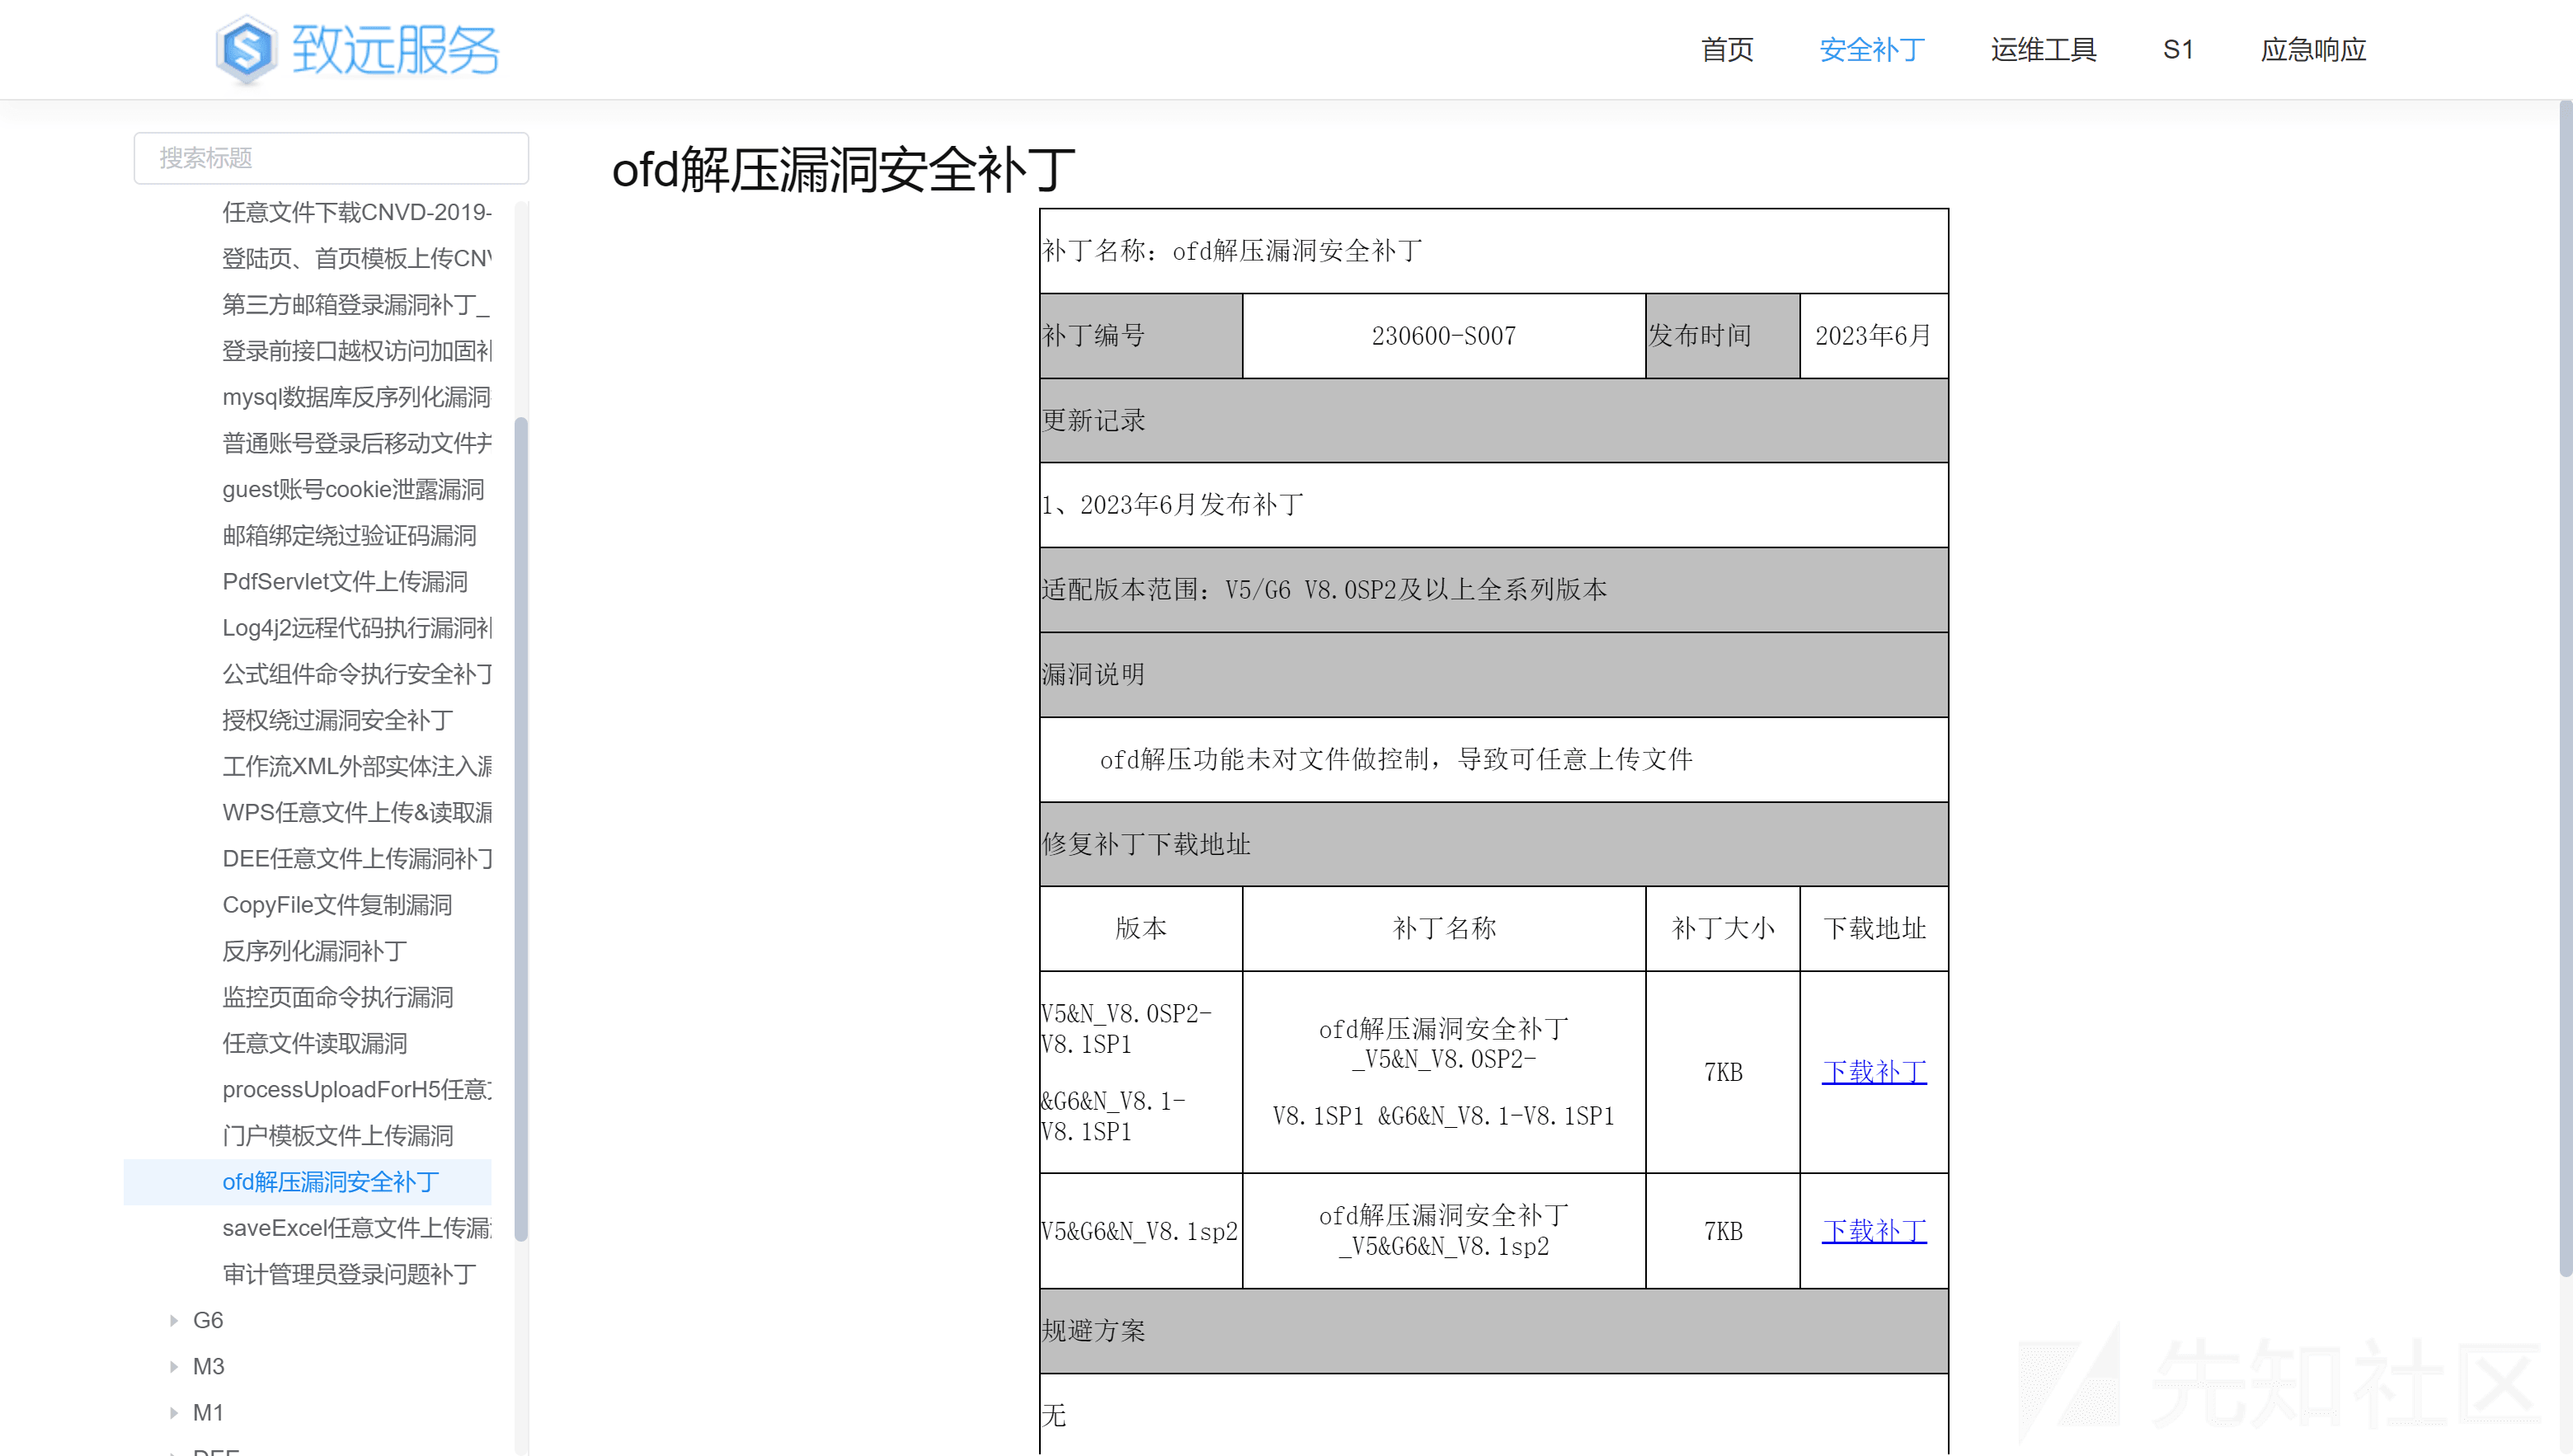 致远服务
首页
安全补丁
运维工具
S1
应急响应
搜索标题
任意文件下载CNVD-2019-
登陆页、首页模板上传CNV
第三方邮箱登录漏洞补丁_
登录前接口越权访问加固补
mysql数据库反序列化漏洞
普通账号登录后移动文件并
guest账号cookie泄露漏洞
邮箱绑定绕过验证码漏洞
PdfServlet文件上传漏洞
Log4j2远程代码执行漏洞补
公式组件命令执行安全补丁
授权绕过漏洞安全补丁
工作流XML外部实体注入漏
WPS任意文件上传&读取漏
DEE任意文件上传漏洞补丁
CopyFile文件复制漏洞
反序列化漏洞补丁
监控页面命令执行漏洞
任意文件读取漏洞
processUploadForH5任意文
门户模板文件上传漏洞
ofd解压漏洞安全补丁
saveExcel任意文件上传漏洞
审计管理员登录问题补丁
G6
M3
M1
DEE
ofd解压漏洞安全补丁
补丁名称：ofd解压漏洞安全补丁
补丁编号
230600-S007
发布时间
2023年6月
更新记录
1、2023年6月发布补丁
适配版本范围：V5/G6 V8.0SP2及以上全系列版本
漏洞说明
ofd解压功能未对文件做控制，导致可任意上传文件
修复补丁下载地址
版本
补丁名称
补丁大小
下载地址
V5&N_V8.0SP2-
V8.1SP1
&G6&N_V8.1-
V8.1SP1
ofd解压漏洞安全补丁
_V5&N_V8.0SP2-
V8.1SP1 &G6&N_V8.1-V8.1SP1
7KB
下载补丁
V5&G6&N_V8.1sp2
ofd解压漏洞安全补丁
_V5&G6&N_V8.1sp2
7KB
下载补丁
规避方案
无
先知社区